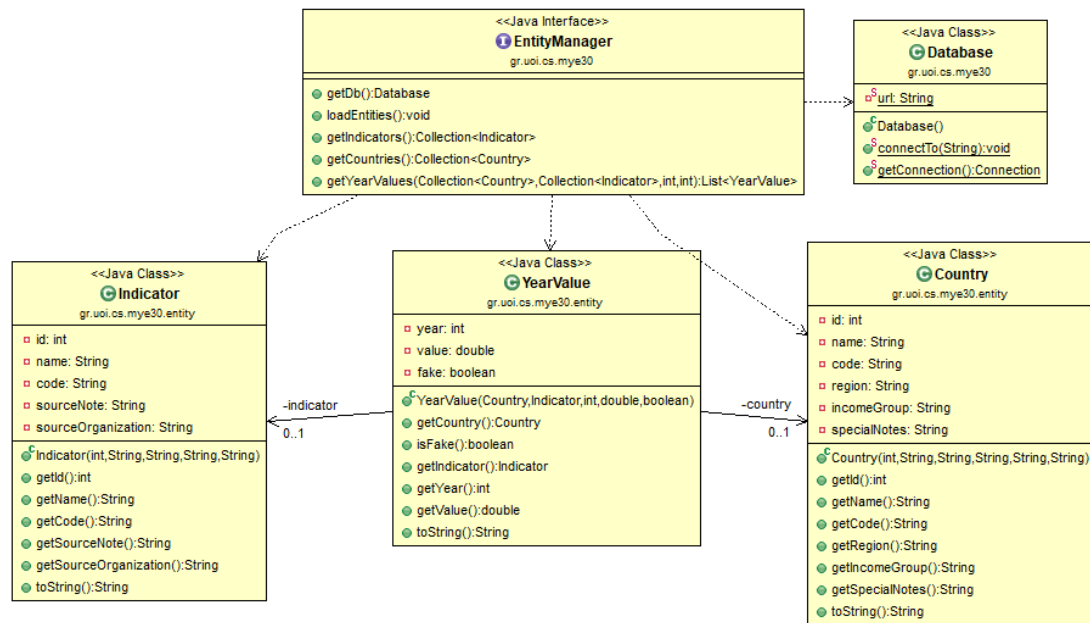 <<Java Interface>>
I EntityManager
gr.uoi.cs.mye30
getDb():Database
loadEntities():void
getIndicators():Collection<Indicator>
getCountries():Collection<Country>
getYearValues(Collection<Country>,Collection<Indicator>,int,int):List<YearValue>
<<Java Class>>
C Database
gr.uoi.cs.mye30
S url: String
C Database()
S connectTo(String):void
S getConnection():Connection
<<Java Class>>
C Indicator
gr.uoi.cs.mye30.entity
id: int
name: String
code: String
sourceNote: String
sourceOrganization: String
C Indicator(int,String,String,String,String)
getId():int
getName():String
getCode():String
getSourceNote():String
getSourceOrganization():String
toString():String
-indicator
0..1
<<Java Class>>
C YearValue
gr.uoi.cs.mye30.entity
year: int
value: double
fake: boolean
C YearValue(Country,Indicator,int,double,boolean)
getCountry():Country
isFake():boolean
getIndicator():Indicator
getYear():int
getValue():double
toString():String
-country
0..1
<<Java Class>>
C Country
gr.uoi.cs.mye30.entity
id: int
name: String
code: String
region: String
incomeGroup: String
specialNotes: String
C Country(int,String,String,String,String,String)
getId():int
getName():String
getCode():String
getRegion():String
getIncomeGroup():String
getSpecialNotes():String
toString():String